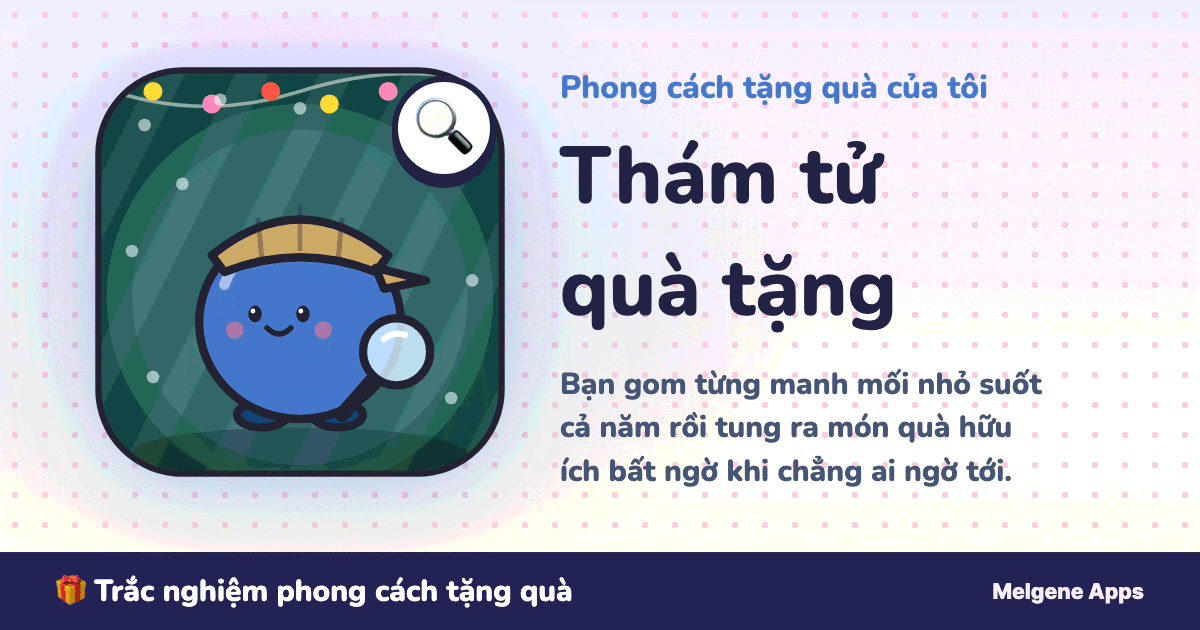 Phong cách tặng quà của tôi
Thám tử
quà tặng
Bạn gom từng manh mối nhỏ suốt
cả năm rồi tung ra món quà hữu
ích bất ngờ khi chẳng ai ngờ tới.
Trắc nghiệm phong cách tặng quà
Melgene Apps